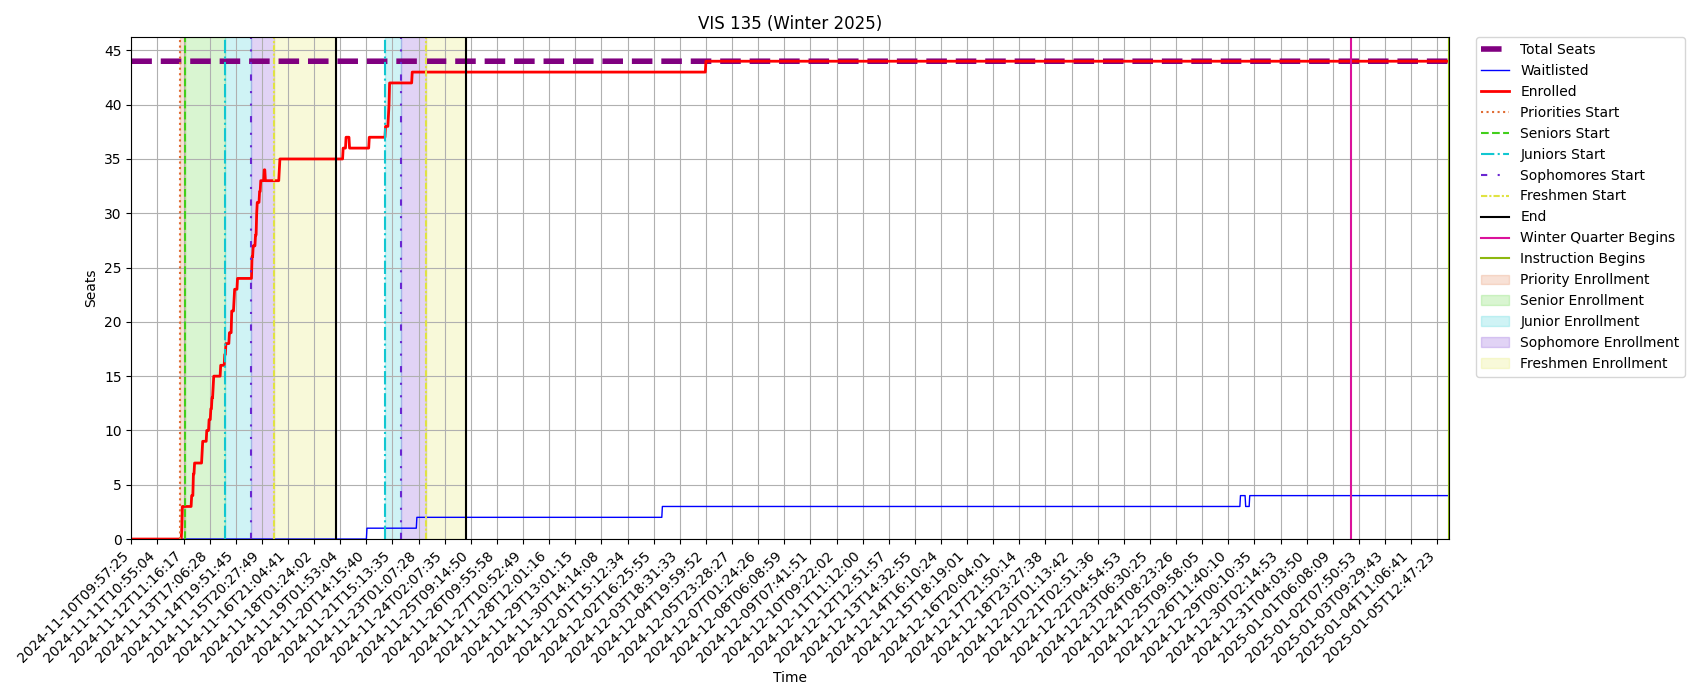 VIS 135 (Winter 2025)
Seats
45
40
35
30
25
20
15
10
5
0
2024-11-10T09:57:25
2024-11-11T10:55:04
2024-11-12T11:16:17
2024-11-13T17:06:28
2024-11-14T19:51:45
2024-11-15T20:27:49
2024-11-16T21:04:41
2024-11-18T01:24:02
2024-11-19T01:53:04
2024-11-20T14:15:40
2024-11-21T15:13:35
2024-11-24T01:07:28
2024-11-25T02:07:35
2024-11-26T09:14:50
2024-11-26T09:55:58
2024-11-27T10:52:49
2024-11-28T12:01:16
2024-11-29T13:01:15
2024-11-30T14:14:08
2024-12-01T15:12:34
2024-12-02T16:25:55
2024-12-03T18:31:33
2024-12-04T19:59:52
2024-12-05T23:28:27
2024-12-07T01:24:26
2024-12-08T06:08:59
2024-12-09T07:41:51
2024-12-10T09:22:02
2024-12-11T11:12:00
2024-12-12T12:51:57
2024-12-13T14:32:55
2024-12-14T16:10:24
2024-12-15T18:19:01
2024-12-16T20:04:01
2024-12-17T21:50:14
2024-12-18T23:27:38
2024-12-20T01:13:42
2024-12-21T02:51:36
2024-12-22T04:54:53
2024-12-23T06:30:25
2024-12-24T08:23:26
2024-12-25T09:58:05
2024-12-26T11:40:10
2024-12-29T00:10:35
2024-12-30T02:14:53
2024-12-31T04:03:50
2025-01-01T06:08:09
2025-01-02T07:50:53
2025-01-03T09:29:43
2025-01-04T11:06:41
2025-01-05T12:47:23
Time
Total Seats
Waitlisted
Enrolled
Priorities Start
Seniors Start
Juniors Start
Sophomores Start
Freshmen Start
End
Winter Quarter Begins
Instruction Begins
Priority Enrollment
Senior Enrollment
Junior Enrollment
Sophomore Enrollment
Freshmen Enrollment